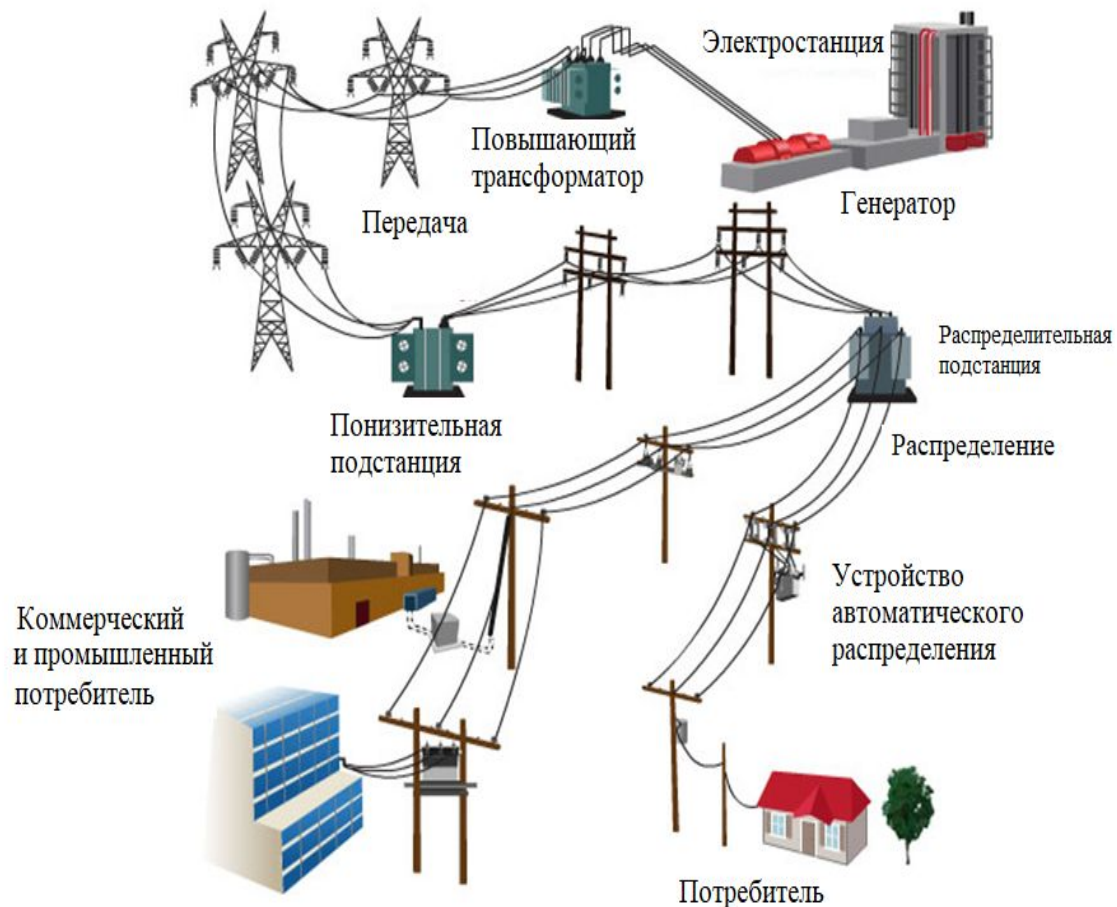 Электростанция
Повышающий
трансформатор
Генератор
Передача
Распределительная
подстанция
Понизительная
подстанция
Распределение
Устройство
автоматического
распределения
Коммерческий
и промышленный
потребитель
Потребитель